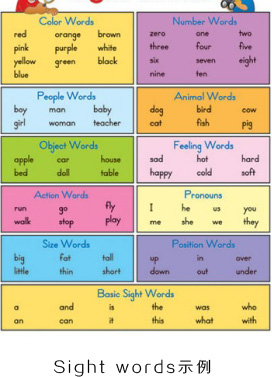 Color Words
red orange brown
pink purple white
yellow green black
blue
Number Words
zero one two
three four five
six seven eight
nine ten
People Words
boy man baby
girl woman teacher
Animal Words
dog bird cow
cat fish pig
Object Words
apple car house
bed doll table
Feeling Words
sad hot hard
happy cold soft
Action Words
run go fly
walk stop play
Pronouns
I he us you
me she we they
Size Words
big fat tall
little thin short
Position Words
up in over
down out under
Basic Sight Words
a and is the was who
an can it this what with
Sight words示例